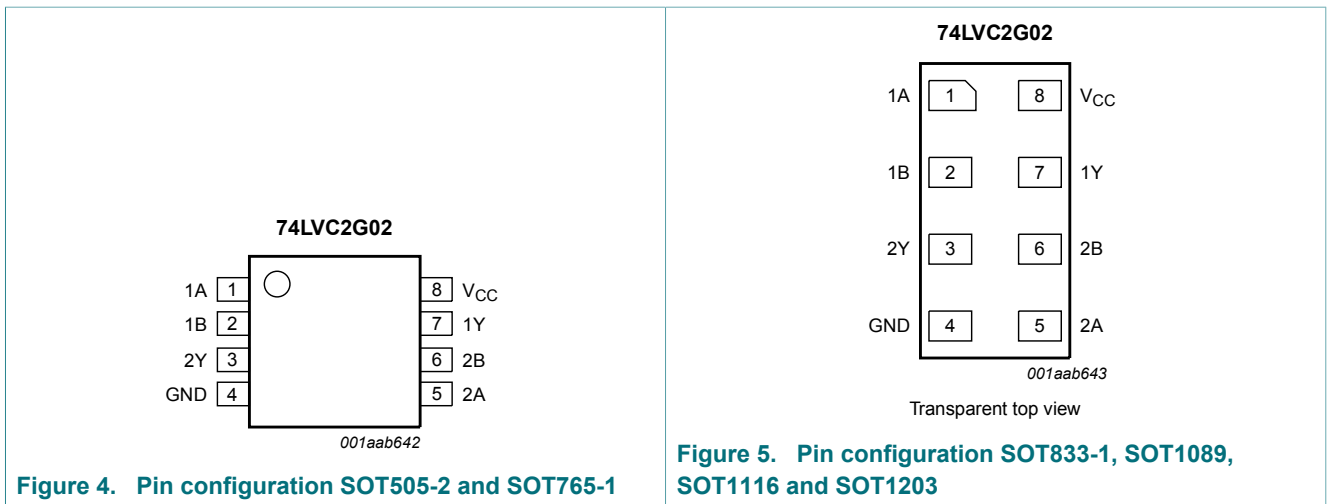 74LVC2G02
1A 1 8 VCC
1B 2 7 1Y
2Y 3 6 2B
GND 4 5 2A
001aab642
Figure 4. Pin configuration SOT505-2 and SOT765-1
74LVC2G02
1A 1 8 VCC
1B 2 7 1Y
2Y 3 6 2B
GND 4 5 2A
001aab643
Transparent top view
Figure 5. Pin configuration SOT833-1, SOT1089,
SOT1116 and SOT1203